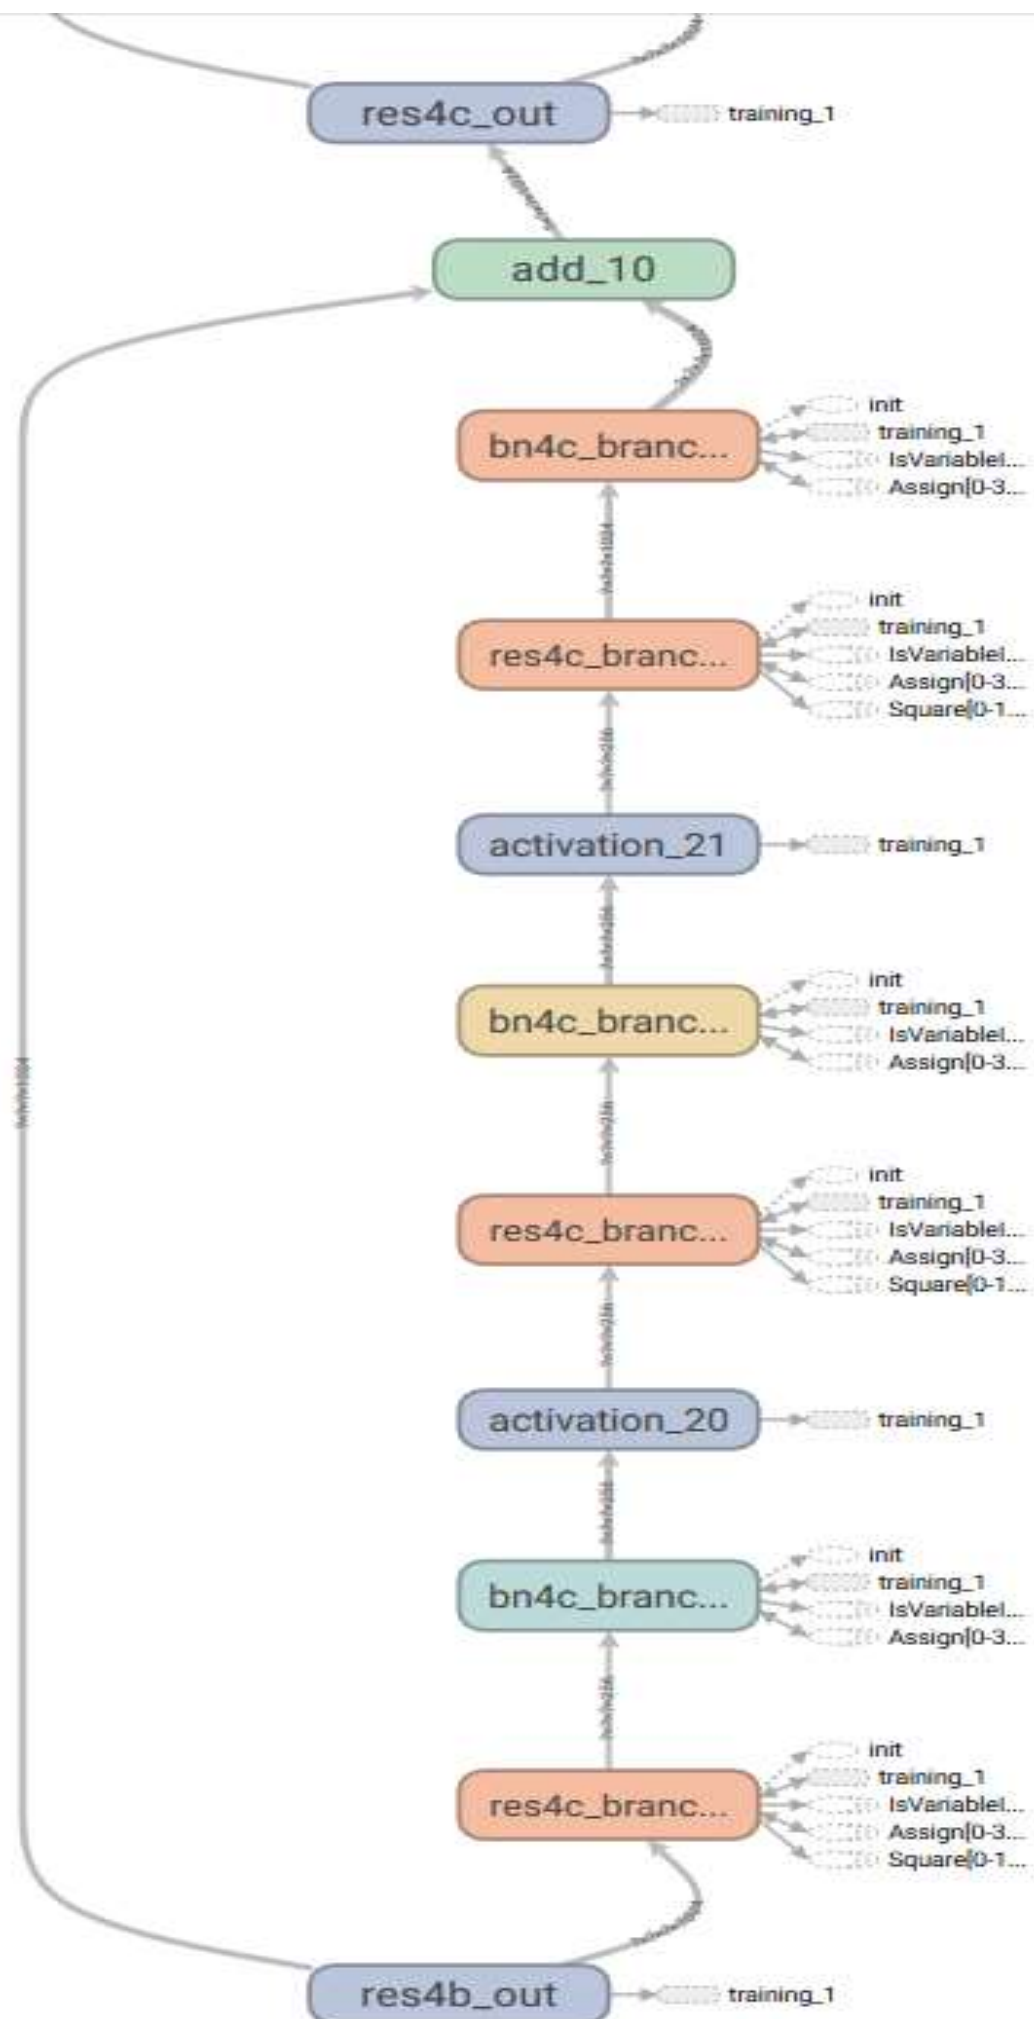 res4c_out
training_1
add_10
bn4c_branc...
init
training_1
IsVariableI...
Assign[0-3...
res4c_branc...
init
training_1
IsVariableI...
Assign[0-3...
Square[0-1...
activation_21
training_1
bn4c_branc...
init
training_1
IsVariableI...
Assign[0-3...
res4c_branc...
init
training_1
IsVariableI...
Assign[0-3...
Square[0-1...
activation_20
training_1
bn4c_branc...
init
training_1
IsVariableI...
Assign[0-3...
res4c_branc...
init
training_1
IsVariableI...
Assign[0-3...
Square[0-1...
res4b_out
training_1